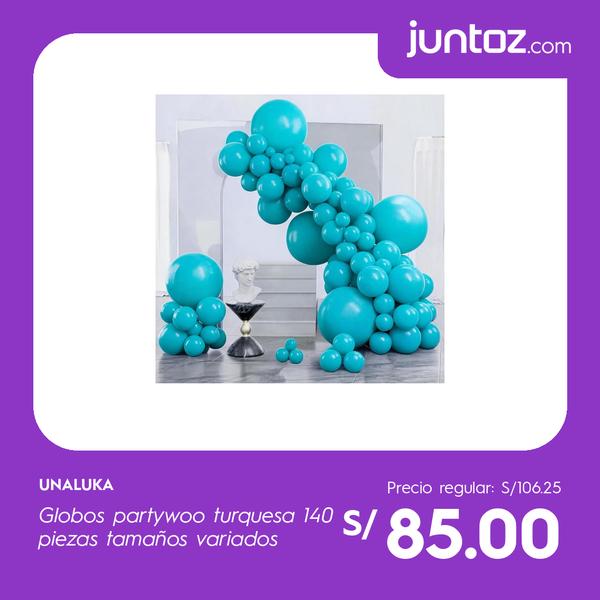 juntoz.com
UNALUKA
Globos partywoo turquesa 140
piezas tamaños variados
Precio regular: S/106.25
S/85.00